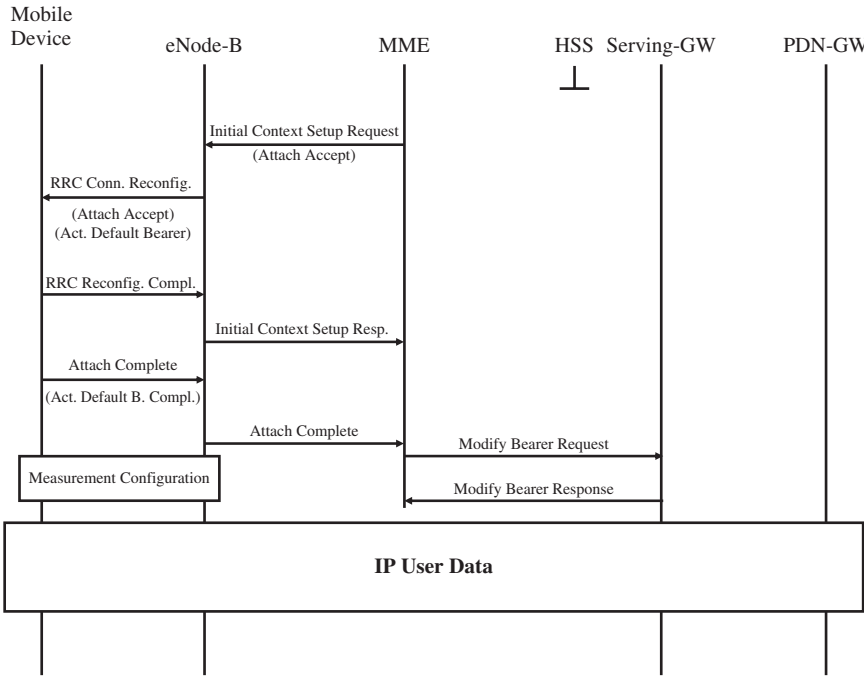 Mobile
Device
eNode-B
MME
HSS
Serving-GW
PDN-GW
Initial Context Setup Request
(Attach Accept)
RRC Conn. Reconfig.
(Attach Accept)
(Act. Default Bearer)
RRC Reconfig. Compl.
Initial Context Setup Resp.
Attach Complete
(Act. Default B. Compl.)
Attach Complete
Modify Bearer Request
Measurement Configuration
Modify Bearer Response
IP User Data